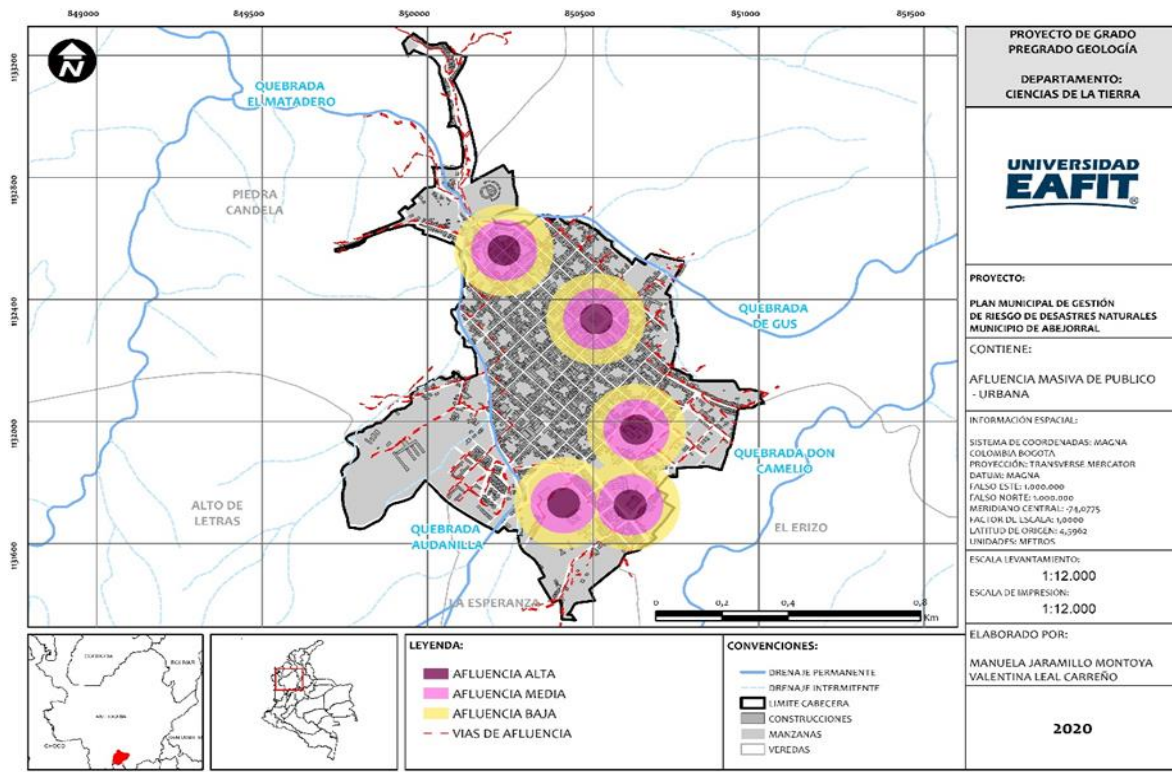 849000 849500 850000 850500 851000 851500
1133200
1132800
1132400
1132000
1131600
N
QUEBRADA
EL MATADERO
PIEDRA
CANDELA
QUEBRADA
DE GUS
QUEBRADA DON
CAMELIO
ALTO DE
LETRAS
QUEBRADA
AUDANILLA
EL ERIZO
LA ESPERANZA
0 0,2 0,4 0,8
Km
PROYECTO DE GRADO
PREGRADO GEOLOGÍA
DEPARTAMENTO:
CIENCIAS DE LA TIERRA
UNIVERSIDAD
EAFIT®
PROYECTO:
PLAN MUNICIPAL DE GESTIÓN
DE RIESGO DE DESASTRES NATURALES
MUNICIPIO DE ABEJORRAL
CONTIENE:
AFLUENCIA MASIVA DE PUBLICO
- URBANA
INFORMACIÓN ESPACIAL:
SISTEMA DE COORDENADAS: MAGNA
COLOMBIA BOGOTA
PROYECCIÓN: TRANSVERSE MERCATOR
DATUM: MAGNA
FALSO ESTE: 1.000.000
FALSO NORTE: 1.000.000
MERIDIANO CENTRAL: -74,0775
FACTOR DE ESCALA: 1,0000
LATITUD DE ORIGEN: 4,5962
UNIDADES: METROS
ESCALA LEVANTAMIENTO:
1:12.000
ESCALA DE IMPRESIÓN:
1:12.000
ELABORADO POR:
MANUELA JARAMILLO MONTOYA
VALENTINA LEAL CARREÑO
2020
BOLIVAR
CHOCO
LEYENDA:
AFLUENCIA ALTA
AFLUENCIA MEDIA
AFLUENCIA BAJA
VIAS DE AFLUENCIA
CONVENCIONES:
DRENAJE PERMANENTE
DRENAJE INTERMITENTE
LIMITE CABECERA
CONSTRUCCIONES
MANZANAS
VEREDAS